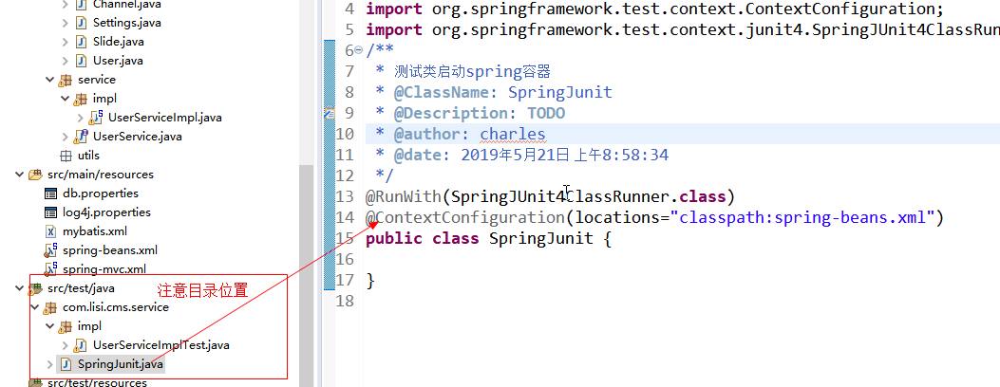 Channel.java
Settings.java
Slide.java
User.java
service
impl
UserServiceImpl.java
UserService.java
utils
src/main/resources
db.properties
log4j.properties
mybatis.xml
spring-beans.xml
spring-mvc.xml
src/test/java
注意目录位置
com.lisi.cms.service
impl
UserServiceImplTest.java
SpringJunit.java
src/test/resources
4 import org.springframework.test.context.ContextConfiguration;
5 import org.springframework.test.context.junit4.SpringJUnit4ClassRun
6 /**
7 * 测试类启动spring容器
8 * @ClassName: SpringJunit
9 * @Description: TODO
10 * @author: charles
11 * @date: 2019年5月21日 上午8:58:34
12 */
13 @RunWith(SpringJUnit4ClassRunner.class)
14 @ContextConfiguration(locations="classpath:spring-beans.xml")
15 public class SpringJunit {
16
17 }
18